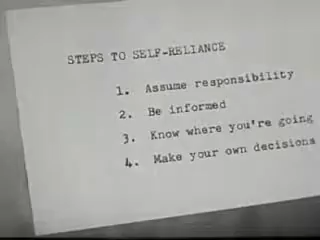 STEPS TO SELF-RELIANCE
1. Assume responsibility
2. Be informed
3. Know where you're going
4. Make your own decisions